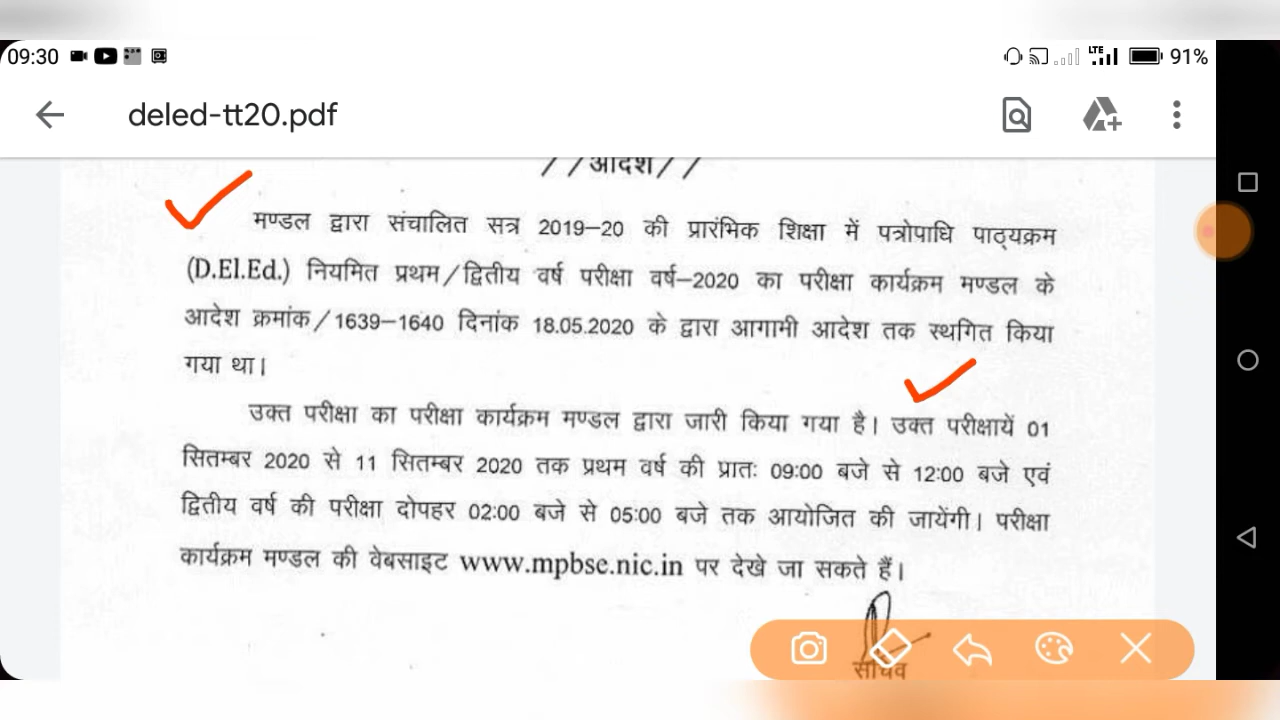 09:30
LTE 91%
deled-tt20.pdf
//आदेश//
मण्डल द्वारा संचालित सत्र 2019–20 की प्रारंभिक शिक्षा में पत्रोपाधि पाठ्यक्रम
(D.El.Ed.) नियमित प्रथम/द्वितीय वर्ष परीक्षा वर्ष–2020 का परीक्षा कार्यक्रम मण्डल के
आदेश क्रमांक/1639–1640 दिनांक 18.05.2020 के द्वारा आगामी आदेश तक स्थगित किया
गया था।
उक्त परीक्षा का परीक्षा कार्यक्रम मण्डल द्वारा जारी किया गया है। उक्त परीक्षायें 01
सितम्बर 2020 से 11 सितम्बर 2020 तक प्रथम वर्ष की प्रातः 09:00 बजे से 12:00 बजे एवं
द्वितीय वर्ष की परीक्षा दोपहर 02:00 बजे से 05:00 बजे तक आयोजित की जायेंगी। परीक्षा
कार्यक्रम मण्डल की वेबसाइट www.mpbse.nic.in पर देखे जा सकते हैं।
सचिव